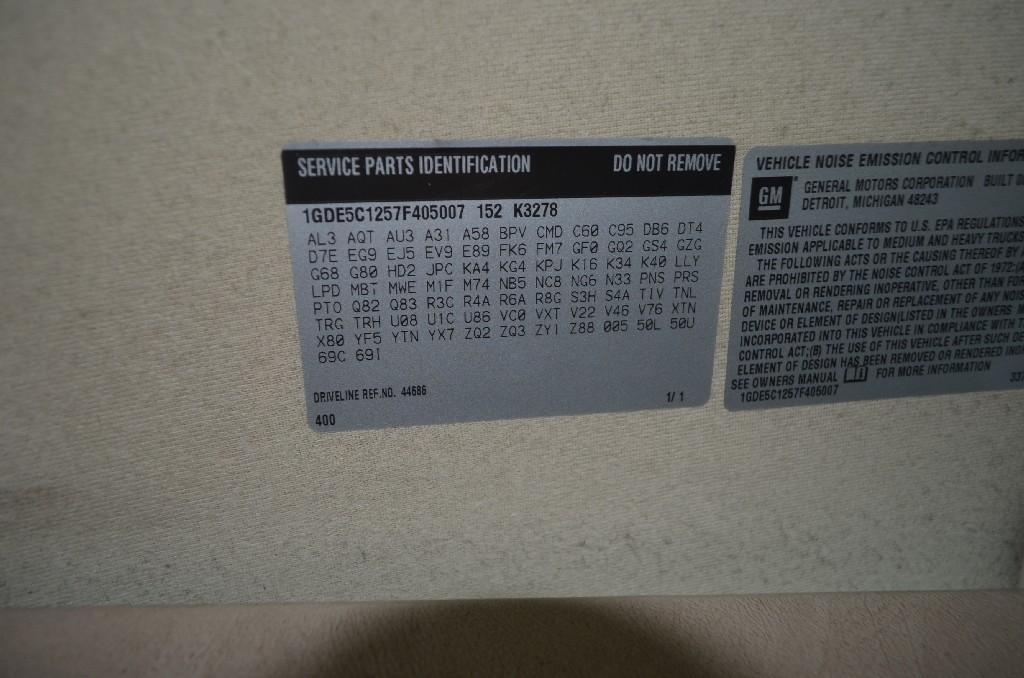 SERVICE PARTS IDENTIFICATION DO NOT REMOVE
1GDE5C1257F405007 152 K3278
AL3 AQT AU3 A31 A58 BPV CMD C60 C95 DB6 DT4
D7E EG9 EJ5 EV9 E89 FK6 FM7 GF0 GQ2 GS4 GZG
G68 G80 HD2 JPC KA4 KG4 KPJ K16 K34 K40 LLY
LPD MBT MWE M1F M74 NB5 NC8 NG6 N33 PNS PRS
PTO Q82 Q83 R3C R4A R6A R8G S3H S4A TIV TNL
TRG TRH U08 U1C U86 VC0 VXT V22 V46 V76 XTN
X80 YF5 YTN YX7 ZQ2 ZQ3 ZY1 Z88 005 50L 50U
69C 69I
DRIVELINE REF.NO. 44686
400 1/1
VEHICLE NOISE EMISSION CONTROL INFOR
GM
GENERAL MOTORS CORPORATION BUILT
DETROIT, MICHIGAN 48243
THIS VEHICLE CONFORMS TO U.S. EPA REGULATIONS
EMISSION APPLICABLE TO MEDIUM AND HEAVY TRUCKS
THE FOLLOWING ACTS OR THE CAUSING THEREOF BY
ARE PROHIBITED BY THE NOISE CONTROL ACT OF 1972:(A
REMOVAL OR RENDERING INOPERATIVE, OTHER THAN FOR
OF MAINTENANCE, REPAIR OR REPLACEMENT OF ANY NOIS
DEVICE OR ELEMENT OF DESIGN(LISTED IN THE OWNERS
INCORPORATED INTO THIS VEHICLE IN COMPLIANCE WITH T
CONTROL ACT;(B) THE USE OF THIS VEHICLE AFTER SUCH DE
ELEMENT OF DESIGN HAS BEEN REMOVED OR RENDERED INO
SEE OWNERS MANUAL FOR MORE INFORMATION
1GDE5C1257F405007 337